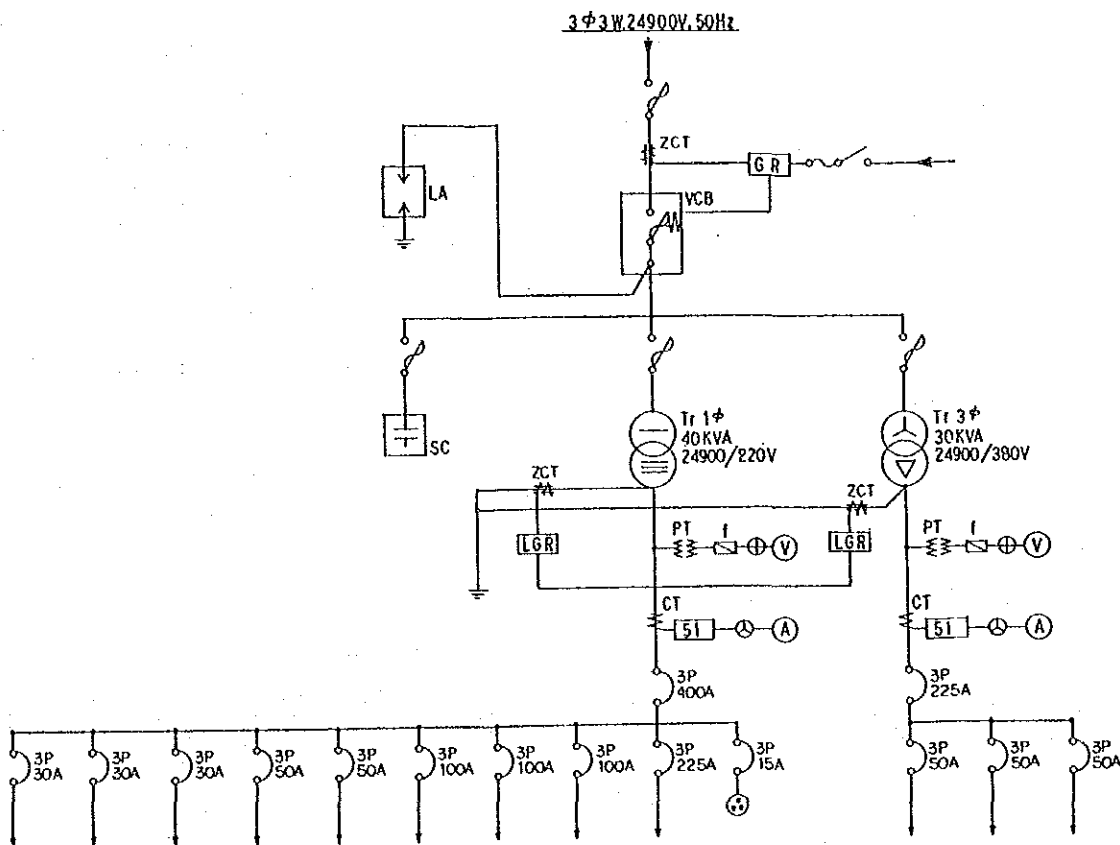 3φ3W.24900V.50Hz
ZCT
GR
LA
VCB
SC
Tr 1φ
40KVA
24900/220V
Tr 3φ
30KVA
24900/380V
ZCT
ZCT
LGR
PT
f
V
LGR
PT
f
V
CT
51
A
CT
51
A
3P
400A
3P
225A
3P
30A
3P
30A
3P
30A
3P
50A
3P
50A
3P
100A
3P
100A
3P
100A
3P
225A
3P
15A
3P
50A
3P
50A
3P
50A